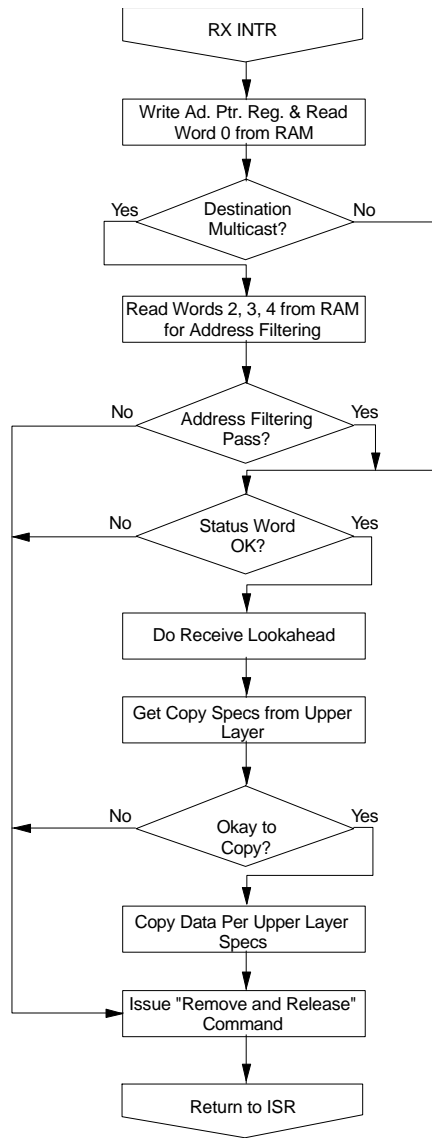 RX INTR
Write Ad. Ptr. Reg. & Read
Word 0 from RAM
Yes
Destination
Multicast?
No
Read Words 2, 3, 4 from RAM
for Address Filtering
No
Address Filtering
Pass?
Yes
No
Status Word
OK?
Yes
Do Receive Lookahead
Get Copy Specs from Upper
Layer
No
Okay to
Copy?
Yes
Copy Data Per Upper Layer
Specs
Issue "Remove and Release"
Command
Return to ISR